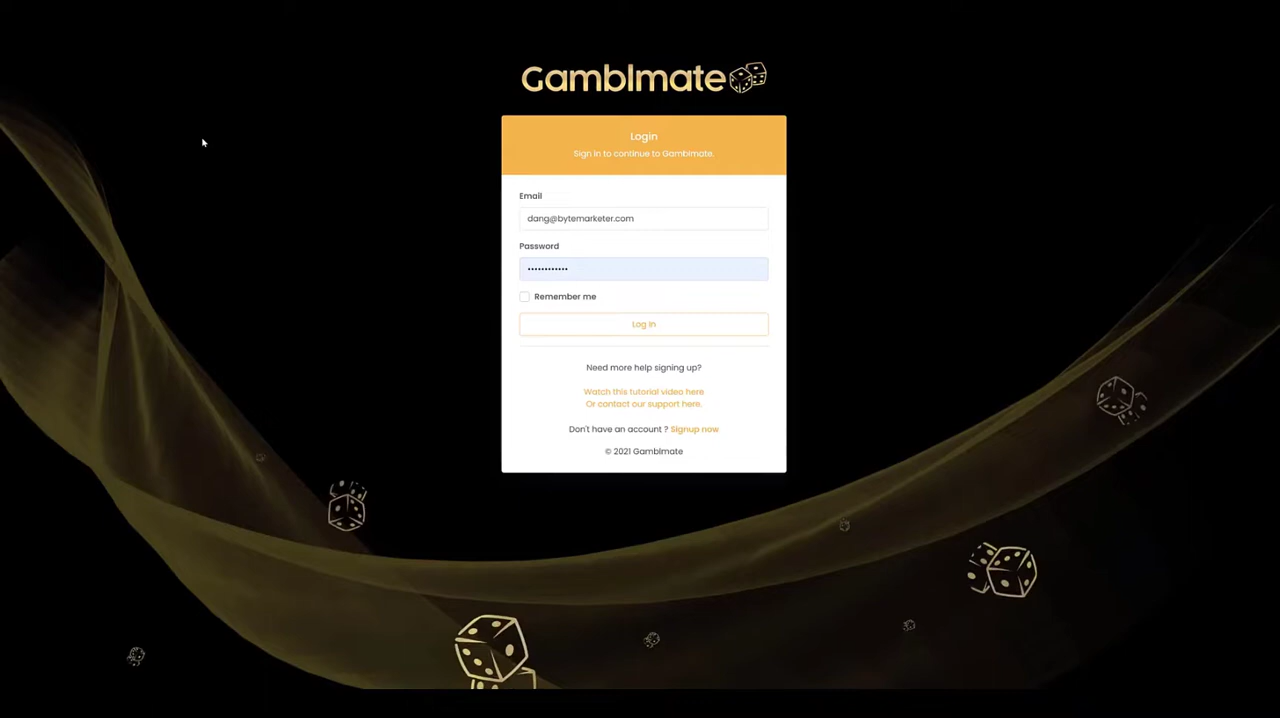 Gamblmate
Login
Sign in to continue to Gamblmate.
Email
dang@bytemarketer.com
Password
••••••••••••
Remember me
Log In
Need more help signing up?
Watch this tutorial video here
Or contact our support here.
Don't have an account ? Signup now
© 2021 Gamblmate